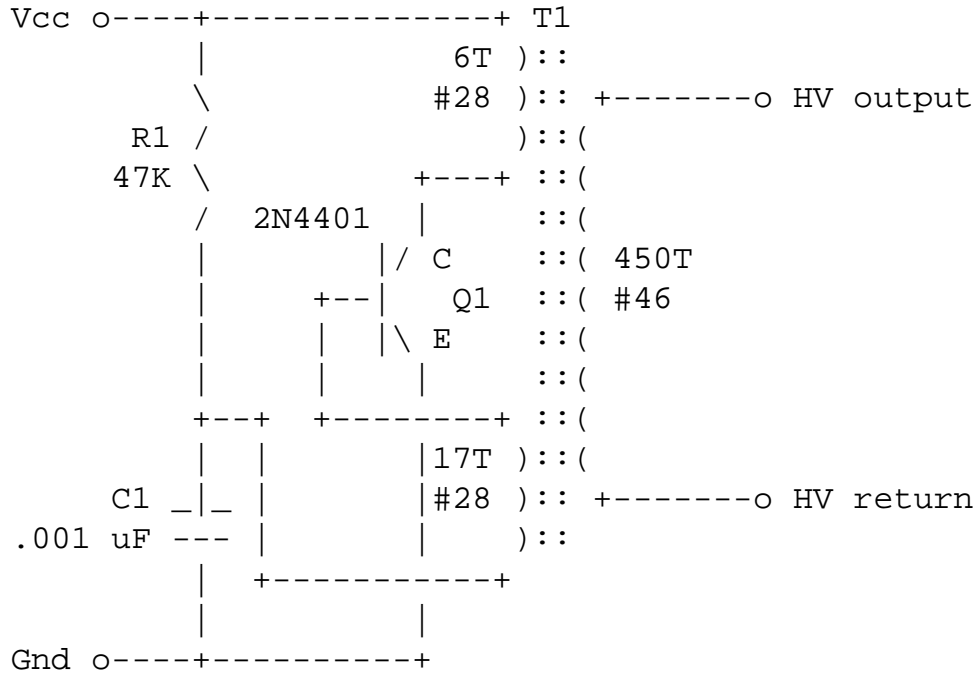 Vcc o----+---------------+ T1
| 6T )::
\ #28 ):: +-------o HV output
R1 / )::(
47K \ +---+ ::(
/ 2N4401 | ::(
| |/ C ::( 450T
| +--| Q1 ::( #46
| | |\ E ::(
| | | ::(
+--+ +--------+ ::(
| | |17T )::(
C1 _|_ | |#28 ):: +-------o HV return
.001 uF --- | | )::
| +------------+
| |
Gnd o----+----------+